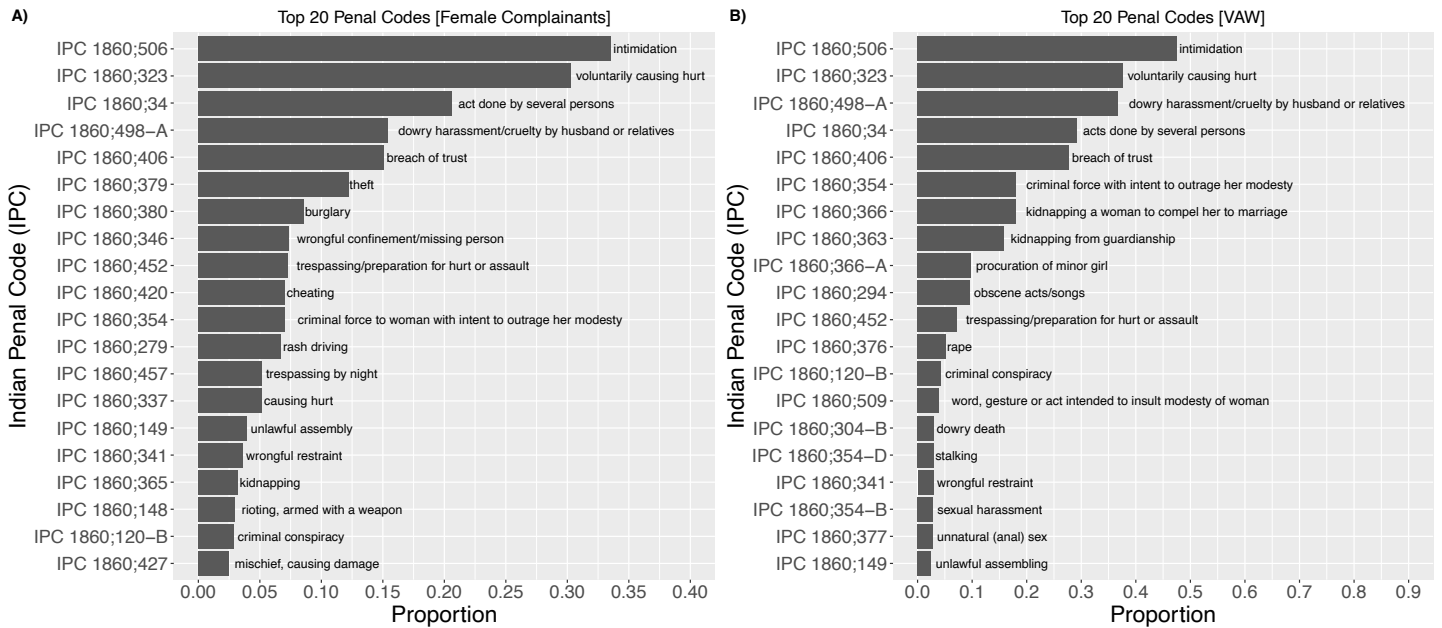 A)
Top 20 Penal Codes [Female Complainants]
Indian Penal Code (IPC)
IPC 1860;506 intimidation
IPC 1860;323 voluntarily causing hurt
IPC 1860;34 act done by several persons
IPC 1860;498−A dowry harassment/cruelty by husband or relatives
IPC 1860;406 breach of trust
IPC 1860;379 theft
IPC 1860;380 burglary
IPC 1860;346 wrongful confinement/missing person
IPC 1860;452 trespassing/preparation for hurt or assault
IPC 1860;420 cheating
IPC 1860;354 criminal force to woman with intent to outrage her modesty
IPC 1860;279 rash driving
IPC 1860;457 trespassing by night
IPC 1860;337 causing hurt
IPC 1860;149 unlawful assembly
IPC 1860;341 wrongful restraint
IPC 1860;365 kidnapping
IPC 1860;148 rioting, armed with a weapon
IPC 1860;120−B criminal conspiracy
IPC 1860;427 mischief, causing damage
0.00 0.05 0.10 0.15 0.20 0.25 0.30 0.35 0.40
Proportion
B)
Top 20 Penal Codes [VAW]
Indian Penal Code (IPC)
IPC 1860;506 intimidation
IPC 1860;323 voluntarily causing hurt
IPC 1860;498−A dowry harassment/cruelty by husband or relatives
IPC 1860;34 acts done by several persons
IPC 1860;406 breach of trust
IPC 1860;354 criminal force with intent to outrage her modesty
IPC 1860;366 kidnapping a woman to compel her to marriage
IPC 1860;363 kidnapping from guardianship
IPC 1860;366−A procuration of minor girl
IPC 1860;294 obscene acts/songs
IPC 1860;452 trespassing/preparation for hurt or assault
IPC 1860;376 rape
IPC 1860;120−B criminal conspiracy
IPC 1860;509 word, gesture or act intended to insult modesty of woman
IPC 1860;304−B dowry death
IPC 1860;354−D stalking
IPC 1860;341 wrongful restraint
IPC 1860;354−B sexual harassment
IPC 1860;377 unnatural (anal) sex
IPC 1860;149 unlawful assembling
0.0 0.1 0.2 0.3 0.4 0.5 0.6 0.7 0.8 0.9
Proportion